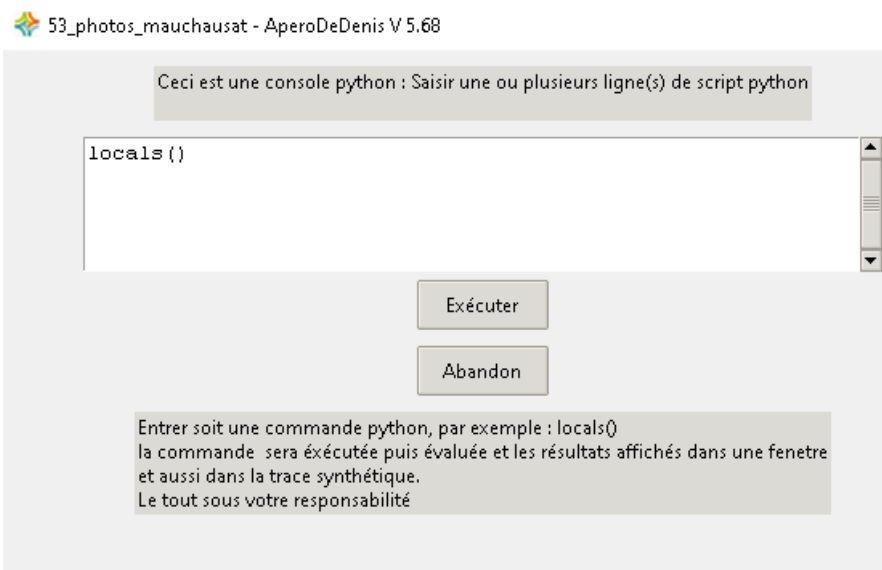 53_photos_mauchausat - AperoDeDenis V 5.68
Ceci est une console python : Saisir une ou plusieurs ligne(s) de script python
locals()
Exécuter
Abandon
Entrer soit une commande python, par exemple : locals()
la commande  sera éxécutée puis évaluée et les résultats affichés dans une fenetre
et aussi dans la trace synthétique.
Le tout sous votre responsabilité